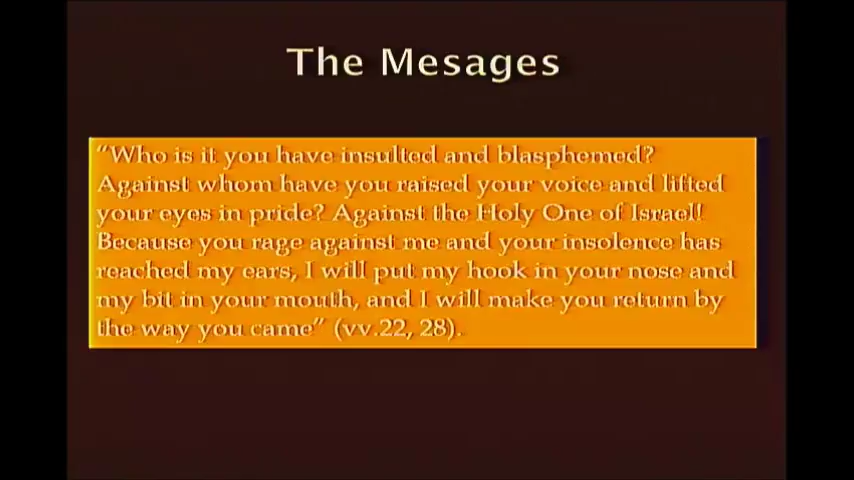 The Mesages
“Who is it you have insulted and blasphemed?
Against whom have you raised your voice and lifted
your eyes in pride? Against the Holy One of Israel!
Because you rage against me and your insolence has
reached my ears, I will put my hook in your nose and
my bit in your mouth, and I will make you return by
the way you came” (vv.22, 28).